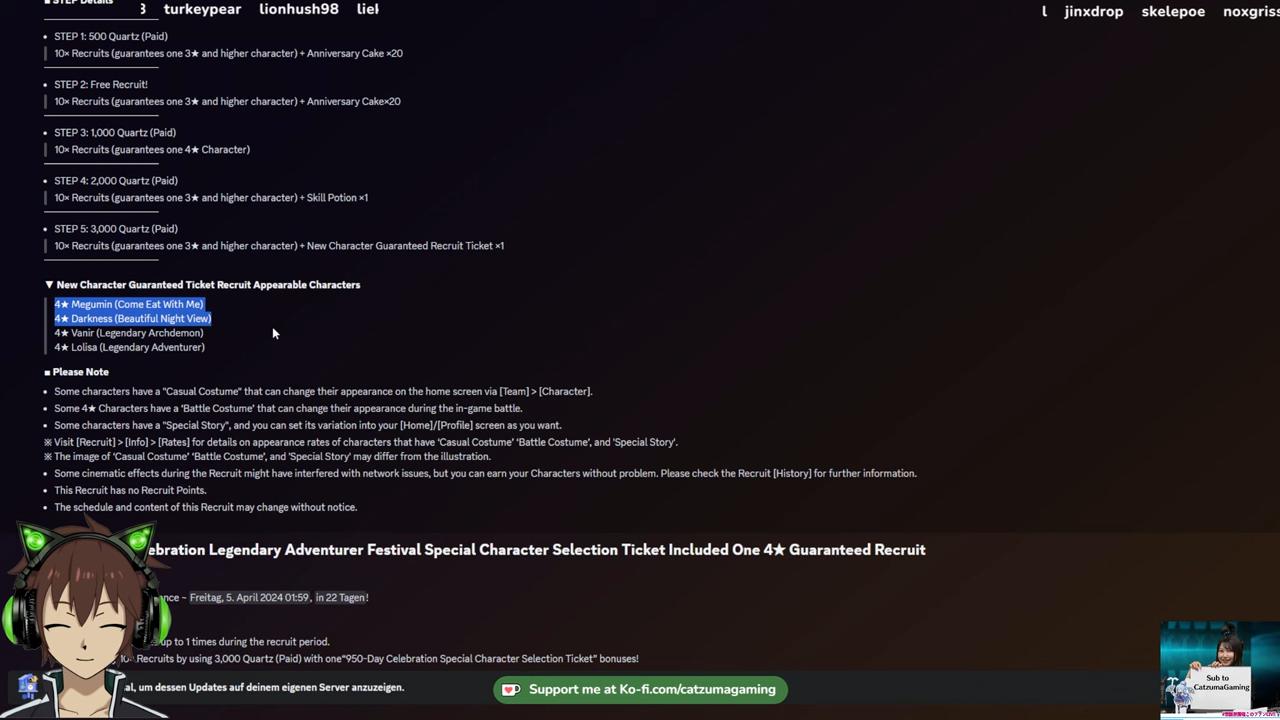 ■ STEP Details
turkeypear lionhush98
jinxdrop skelepoe
• STEP 1: 500 Quartz (Paid)
10× Recruits (guarantees one 3★ and higher character) + Anniversary Cake ×20
• STEP 2: Free Recruit!
10× Recruits (guarantees one 3★ and higher character) + Anniversary Cake×20
• STEP 3: 1,000 Quartz (Paid)
10× Recruits (guarantees one 4★ Character)
• STEP 4: 2,000 Quartz (Paid)
10× Recruits (guarantees one 3★ and higher character) + Skill Potion ×1
• STEP 5: 3,000 Quartz (Paid)
10× Recruits (guarantees one 3★ and higher character) + New Character Guaranteed Recruit Ticket ×1
▼ New Character Guaranteed Ticket Recruit Appearable Characters
4★ Megumin (Come Eat With Me)
4★ Darkness (Beautiful Night View)
4★ Vanir (Legendary Archdemon)
4★ Lolisa (Legendary Adventurer)
■ Please Note
• Some characters have a "Casual Costume" that can change their appearance on the home screen via [Team] > [Character].
• Some 4★ Characters have a 'Battle Costume' that can change their appearance during the in-game battle.
• Some characters have a "Special Story", and you can set its variation into your [Home]/[Profile] screen as you want.
※ Visit [Recruit] > [Info] > [Rates] for details on appearance rates of characters that have 'Casual Costume' 'Battle Costume', and 'Special Story'.
※ The image of 'Casual Costume' 'Battle Costume', and 'Special Story' may differ from the illustration.
• Some cinematic effects during the Recruit might have interfered with network issues, but you can earn your Characters without problem. Please check the Recruit [History] for further information.
• This Recruit has no Recruit Points.
• The schedule and content of this Recruit may change without notice.
ebration Legendary Adventurer Festival Special Character Selection Ticket Included One 4★ Guaranteed Recruit
ance ~ Freitag, 5. April 2024 01:59, in 22 Tagen!
up to 1 times during the recruit period.
Recruits by using 3,000 Quartz (Paid) with one"950-Day Celebration Special Character Selection Ticket" bonuses!
al, um dessen Updates auf deinem eigenen Server anzuzeigen.
Support me at Ko-fi.com/catzumagaming
Sub to
CatzumaGaming